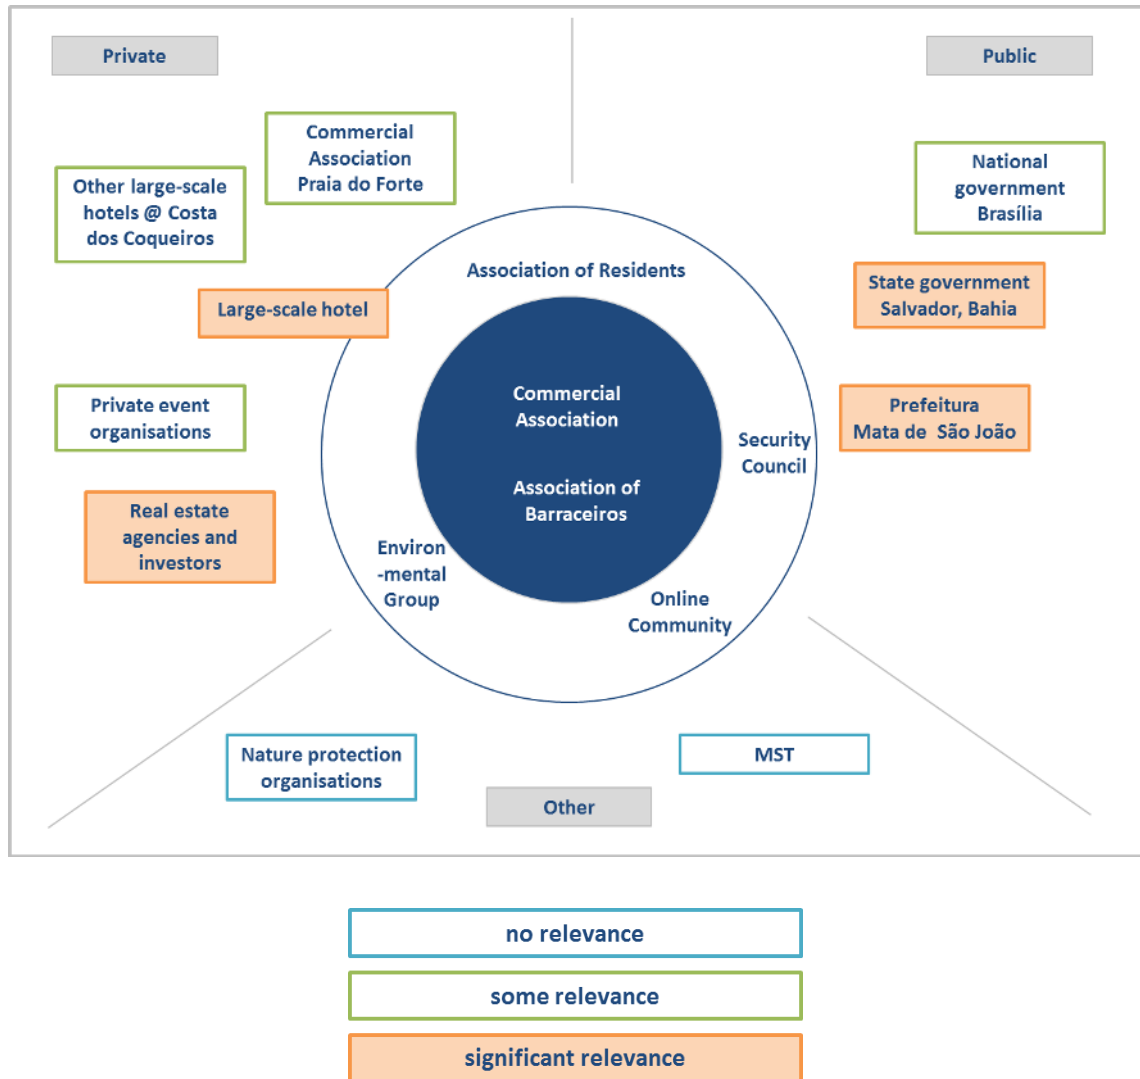 Private
Public
Commercial
Association
Praia do Forte
Other large-scale
hotels @ Costa
dos Coqueiros
National
government
Brasília
Association of Residents
State government
Salvador, Bahia
Large-scale hotel
Commercial
Association
Private event
organisations
Prefeitura
Mata de São João
Security
Council
Association of
Barraceiros
Real estate
agencies and
investors
Environ
-mental
Group
Online
Community
Nature protection
organisations
MST
Other
no relevance
some relevance
significant relevance